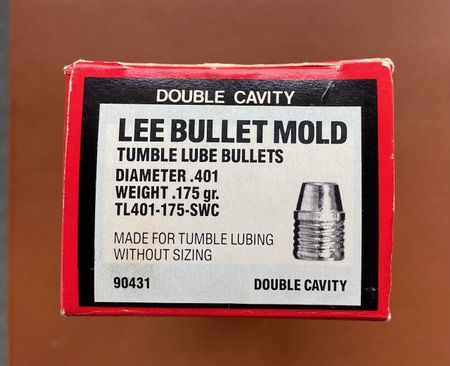 DOUBLE CAVITY
LEE BULLET MOLD
TUMBLE LUBE BULLETS
DIAMETER .401
WEIGHT .175 gr.
TL401-175-SWC
MADE FOR TUMBLE LUBING
WITHOUT SIZING
90431 DOUBLE CAVITY